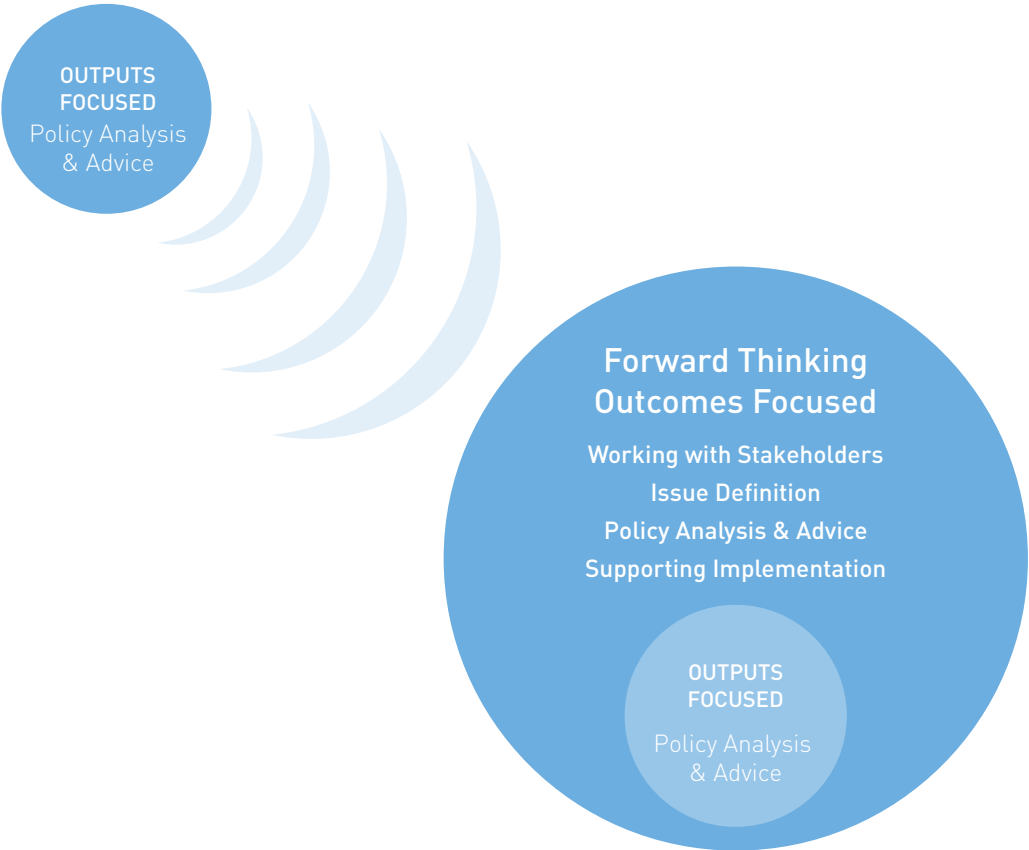 OUTPUTS
FOCUSED
Policy Analysis
& Advice
Forward Thinking
Outcomes Focused
Working with Stakeholders
Issue Definition
Policy Analysis & Advice
Supporting Implementation
OUTPUTS
FOCUSED
Policy Analysis
& Advice